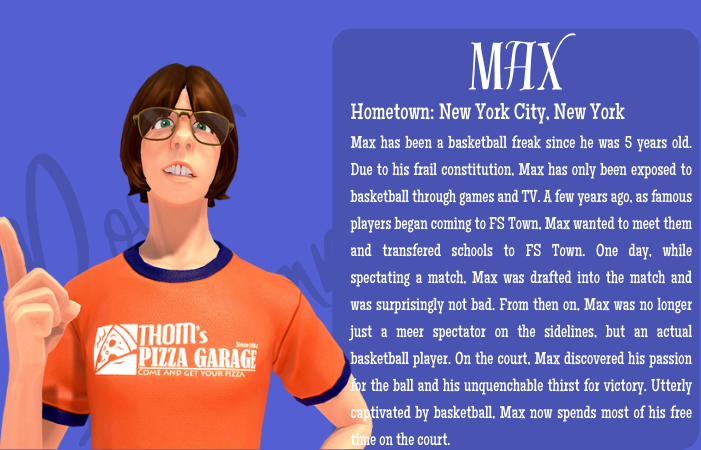 MAX
Hometown: New York City, New York
Max has been a basketball freak since he was 5 years old.
Due to his frail constitution, Max has only been exposed to
basketball through games and TV. A few years ago, as famous
players began coming to FS Town, Max wanted to meet them
and transfered schools to FS Town. One day, while
spectating a match, Max was drafted into the match and
was surprisingly not bad. From then on, Max was no longer
just a meer spectator on the sidelines, but an actual
basketball player. On the court, Max discovered his passion
for the ball and his unquenchable thirst for victory. Utterly
captivated by basketball, Max now spends most of his free
time on the court.
THOM's
Since 1984
PIZZA GARAGE
COME AND GET YOUR PIZZA